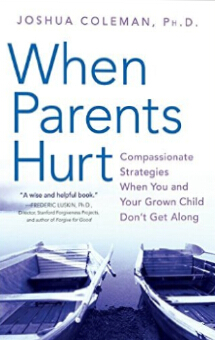 JOSHUA COLEMAN, PH.D.
When
Parents
Hurt
Compassionate
Strategies
When You and
Your Grown Child
Don't Get Along
"A wise and helpful book."
—FREDERIC LUSKIN, Ph.D.,
Director, Stanford Forgiveness Projects,
and author of Forgive for Good